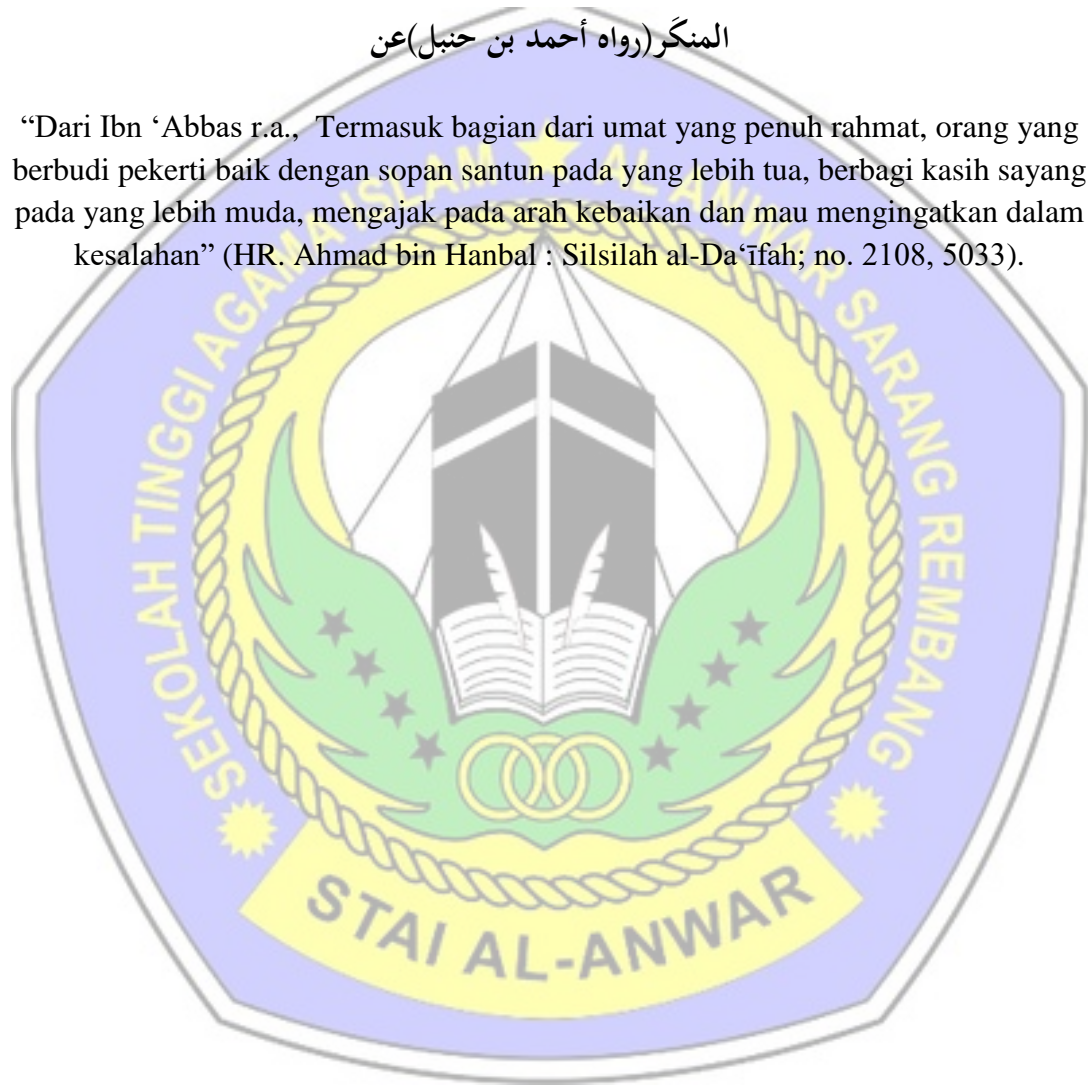 عن المنكَر(رواه أحمد بن حنبل)
“Dari Ibn ‘Abbas r.a., Termasuk bagian dari umat yang penuh rahmat, orang yang
berbudi pekerti baik dengan sopan santun pada yang lebih tua, berbagi kasih sayang
pada yang lebih muda, mengajak pada arah kebaikan dan mau mengingatkan dalam
kesalahan” (HR. Ahmad bin Hanbal : Silsilah al-Da‘īfah; no. 2108, 5033).
SEKOLAH TINGGI AGAMA ISLAM AL-ANWAR SARANG REMBANG
STAI AL-ANWAR